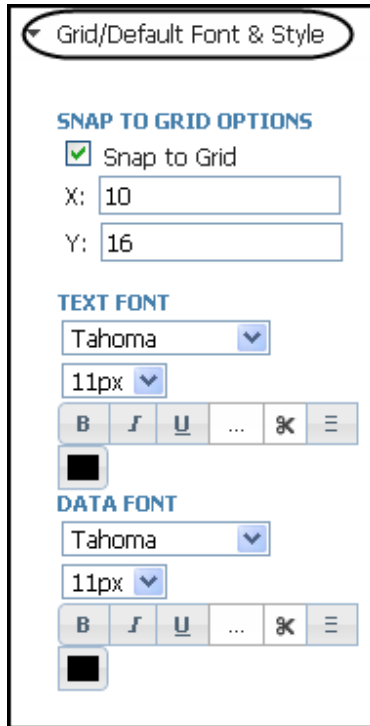 Grid/Default Font & Style
SNAP TO GRID OPTIONS
Snap to Grid
X: 10
Y: 16
TEXT FONT
Tahoma
11px
B I U ...
DATA FONT
Tahoma
11px
B I U ...